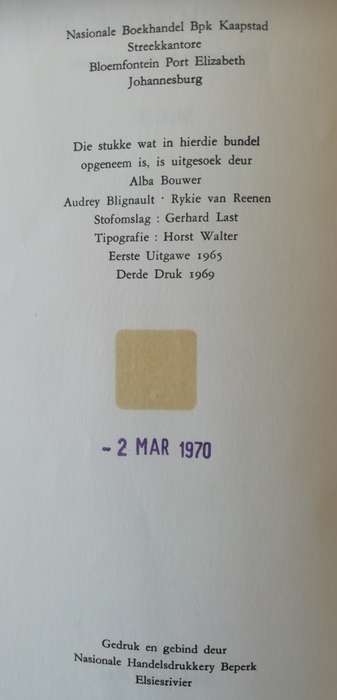 Nasionale Boekhandel Bpk Kaapstad
Streekkantore
Bloemfontein Port Elizabeth
Johannesburg
Die stukke wat in hierdie bundel
opgeneem is, is uitgesoek deur
Alba Bouwer
Audrey Blignault · Rykie van Reenen
Stofomslag : Gerhard Last
Tipografie : Horst Walter
Eerste Uitgawe 1965
Derde Druk 1969
- 2 MAR 1970
Gedruk en gebind deur
Nasionale Handelsdrukkery Beperk
Elsiesrivier